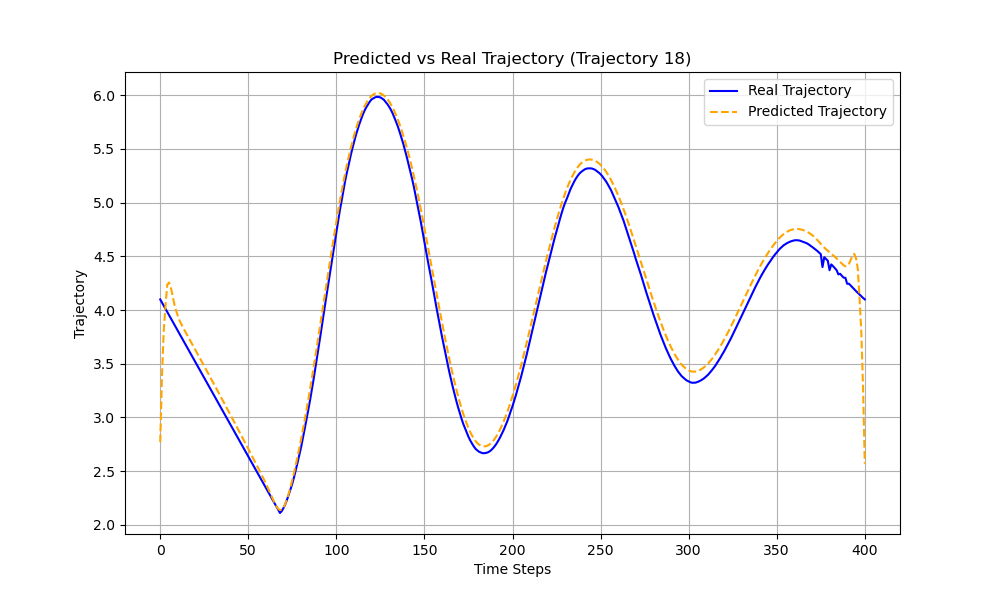 Predicted vs Real Trajectory (Trajectory 18)
Real Trajectory
Predicted Trajectory
6.0
5.5
5.0
4.5
4.0
3.5
3.0
2.5
2.0
Trajectory
0 50 100 150 200 250 300 350 400
Time Steps